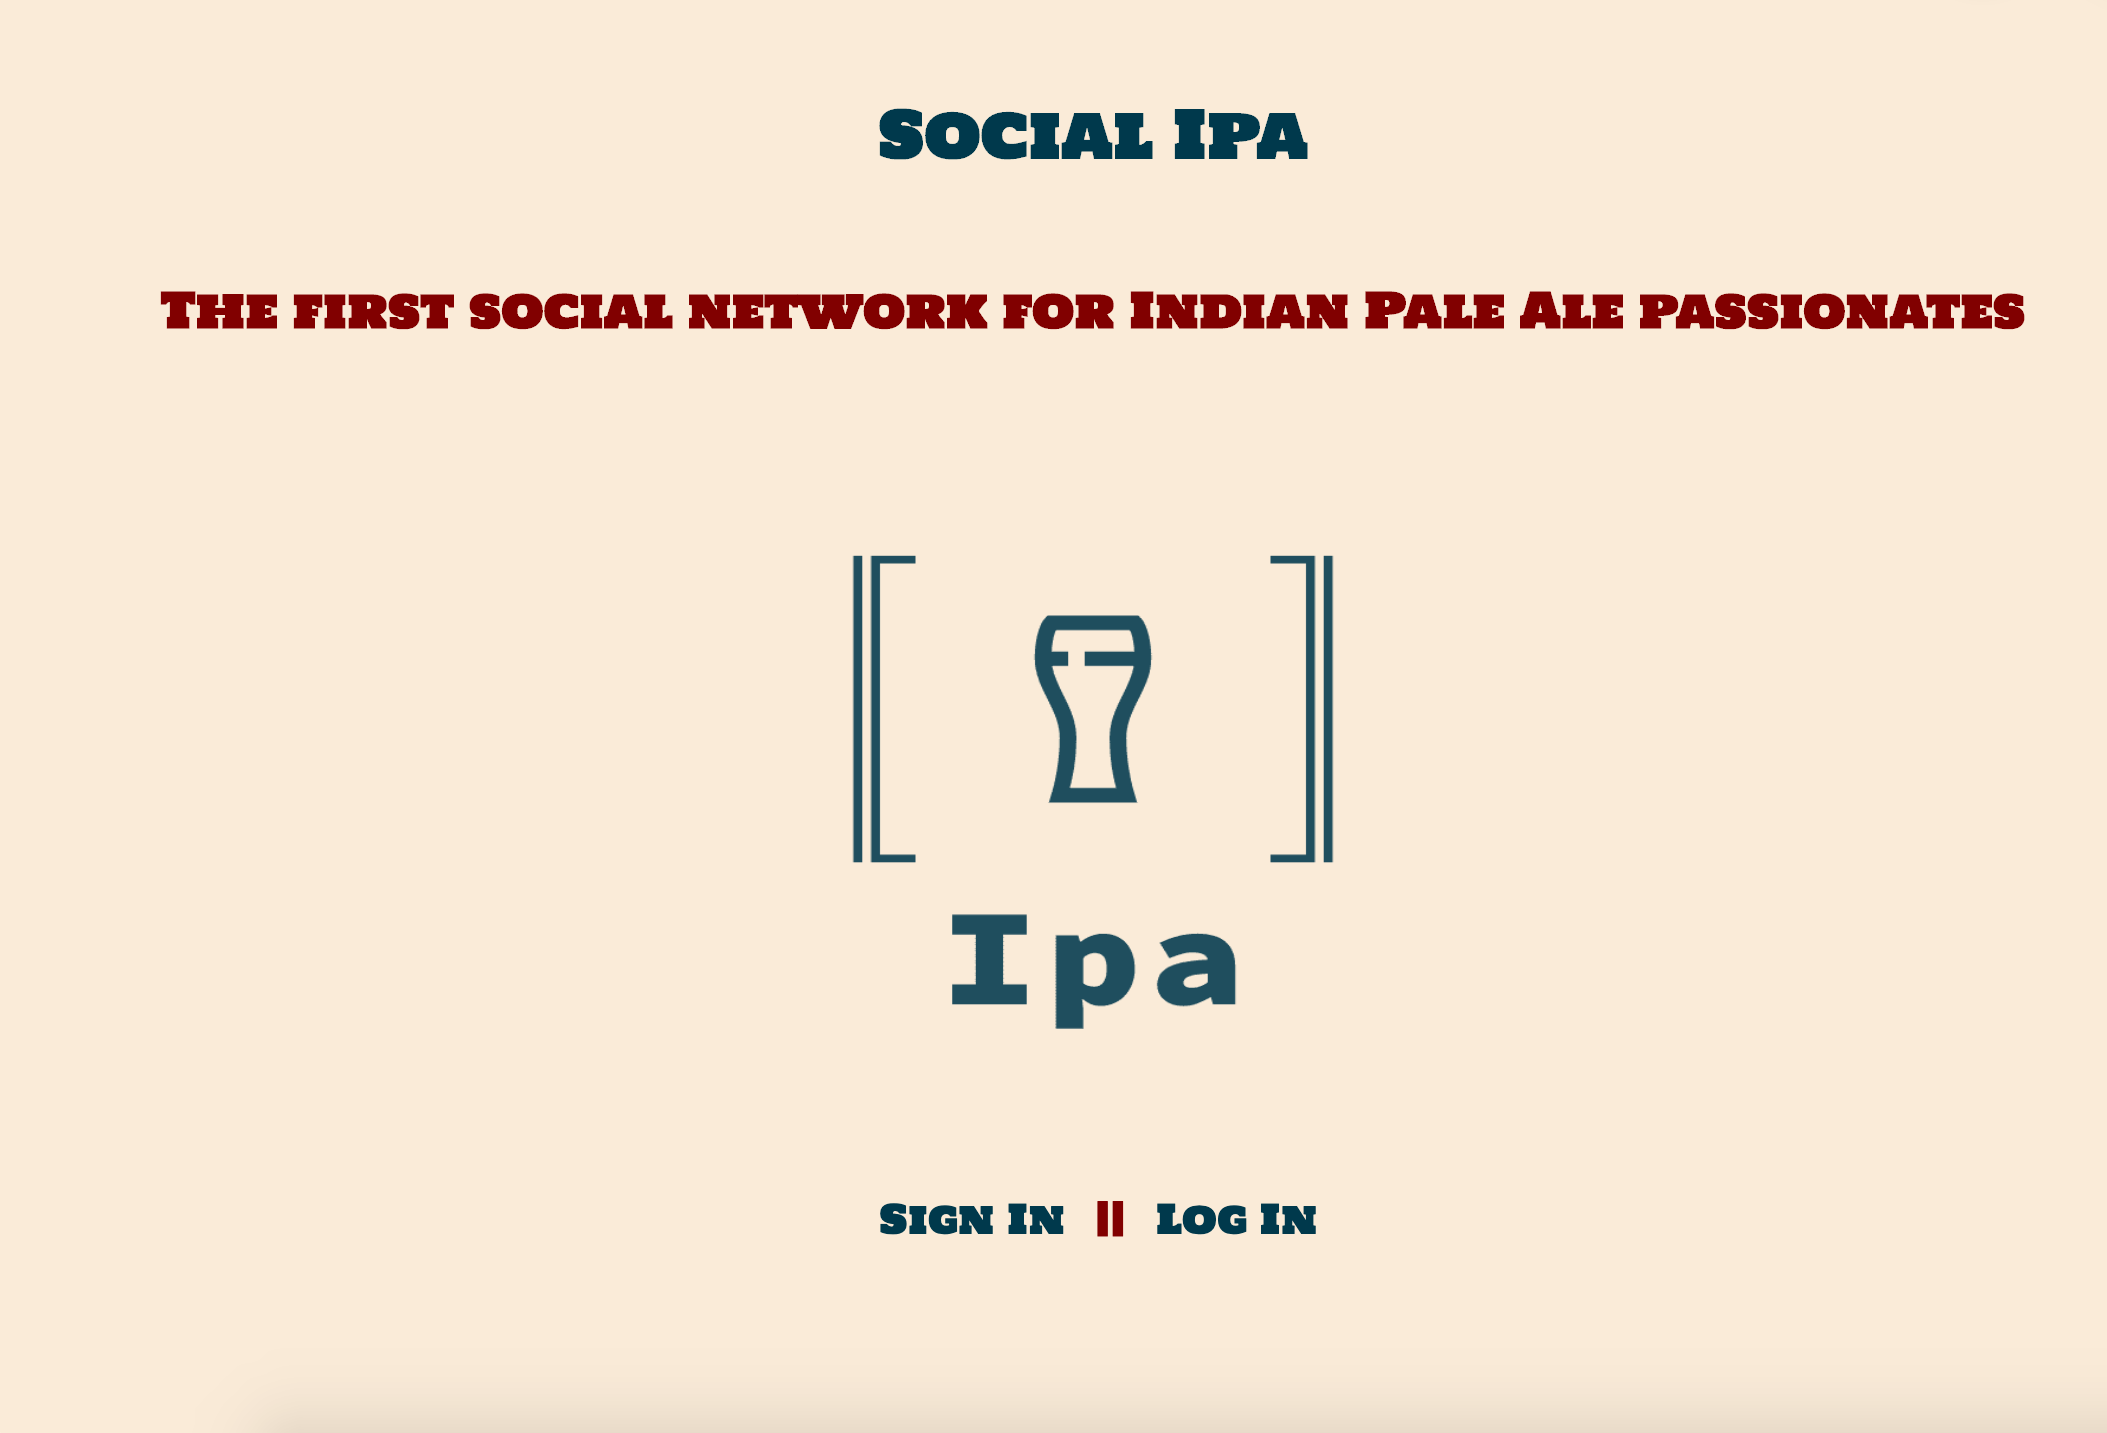 Social Ipa
The first social network for Indian Pale Ale passionates
Ipa
Sign In || Log In